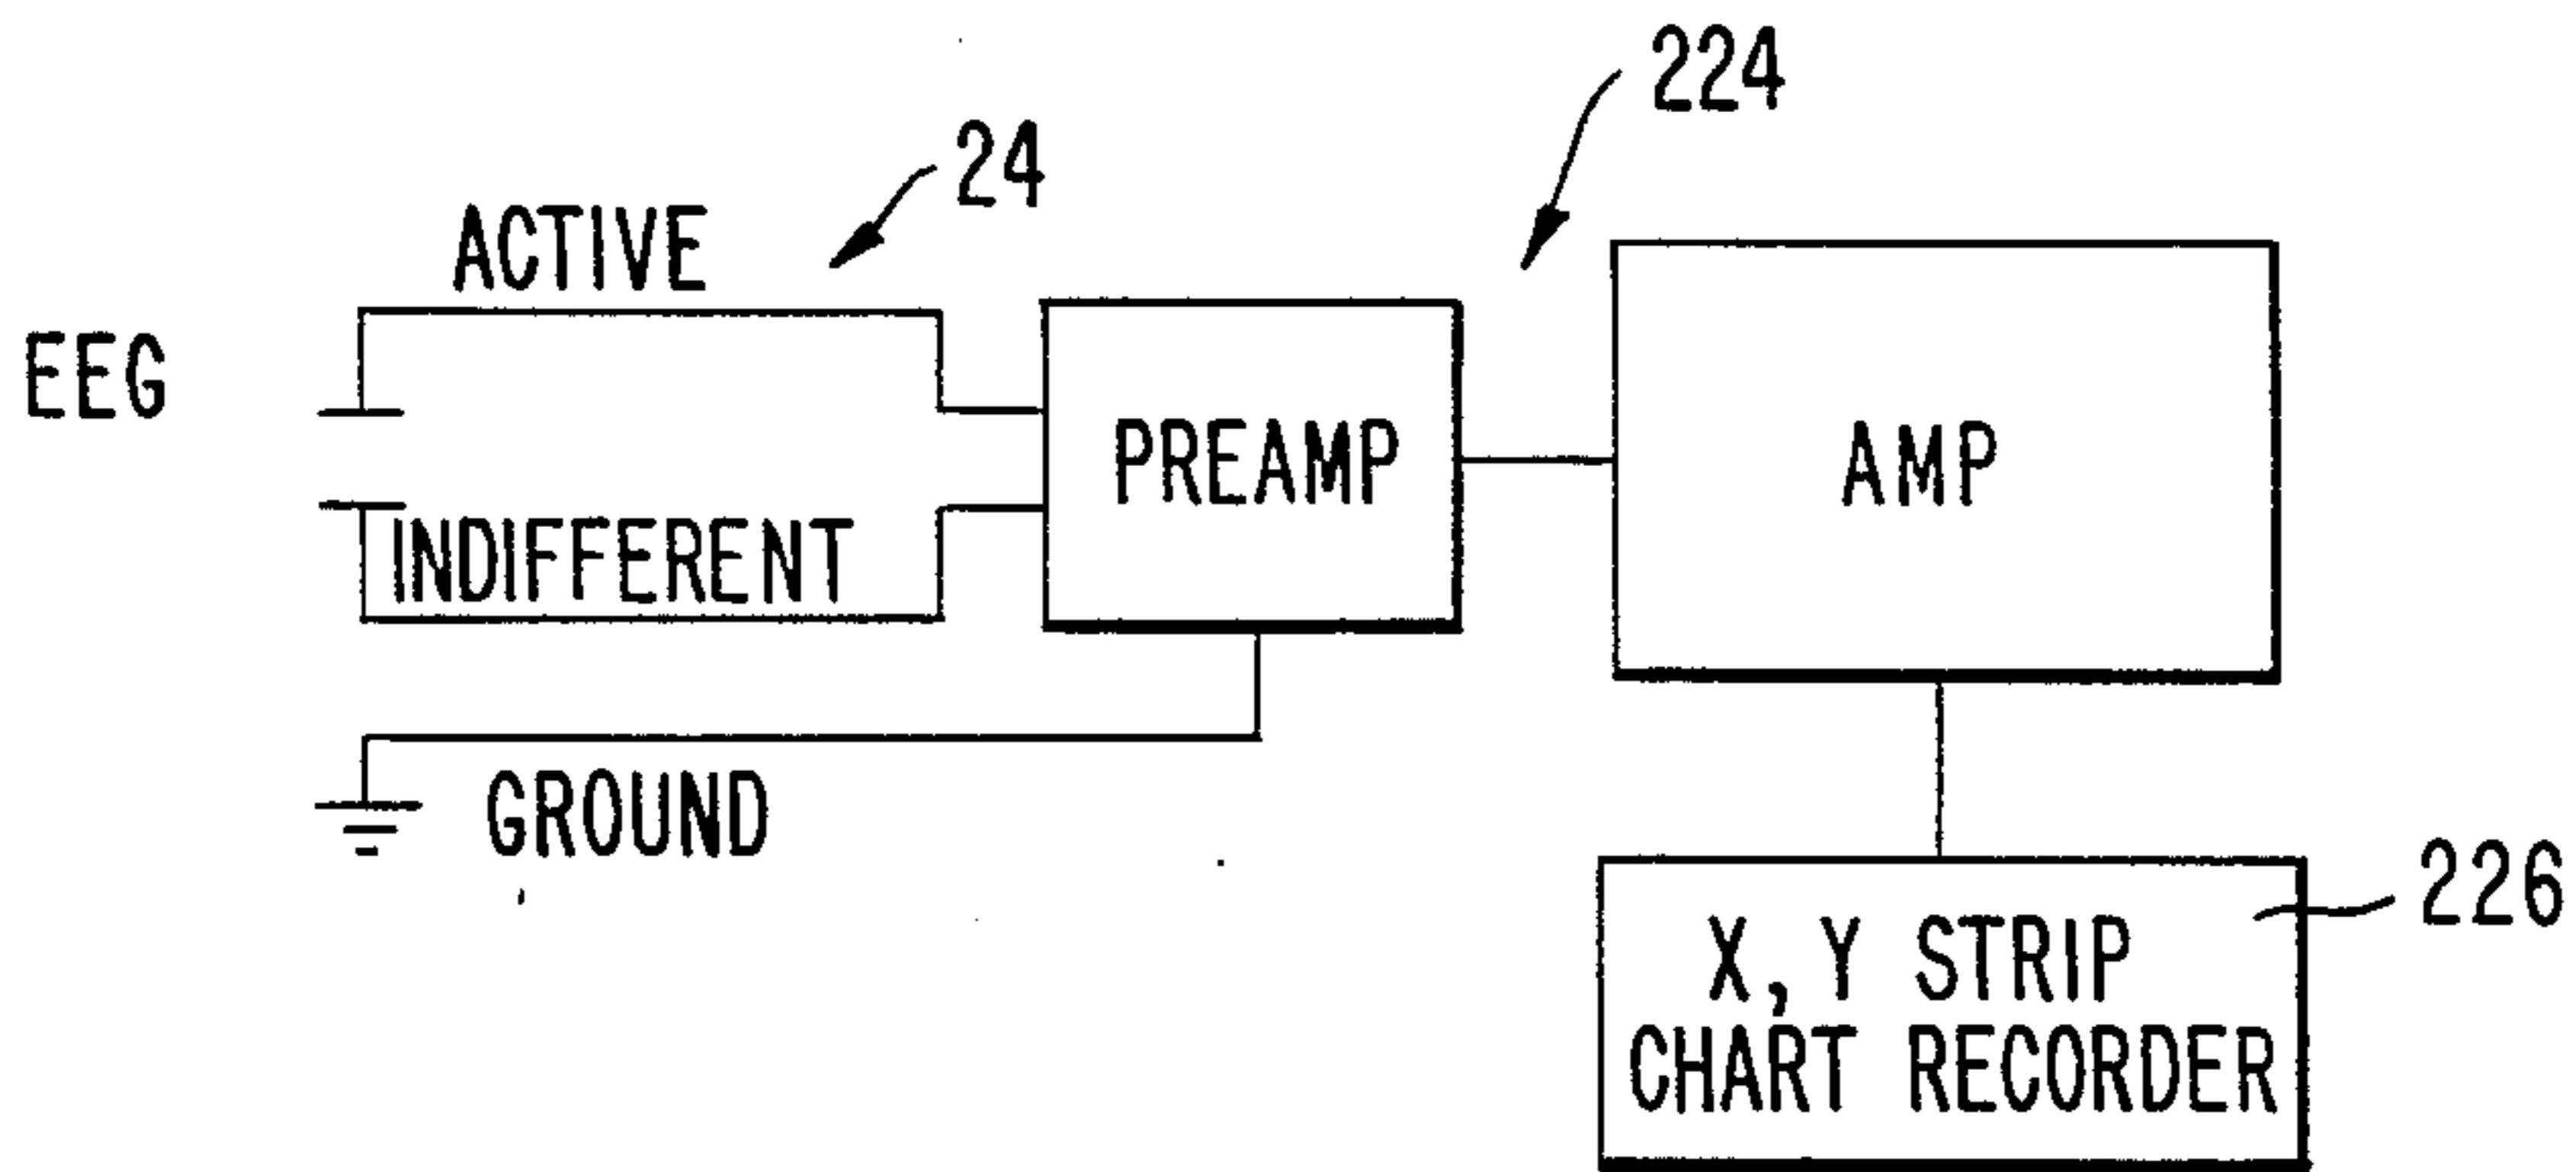 224
24
ACTIVE
EEG
PREAMP
AMP
INDIFFERENT
GROUND
226
X, Y STRIP
CHART RECORDER